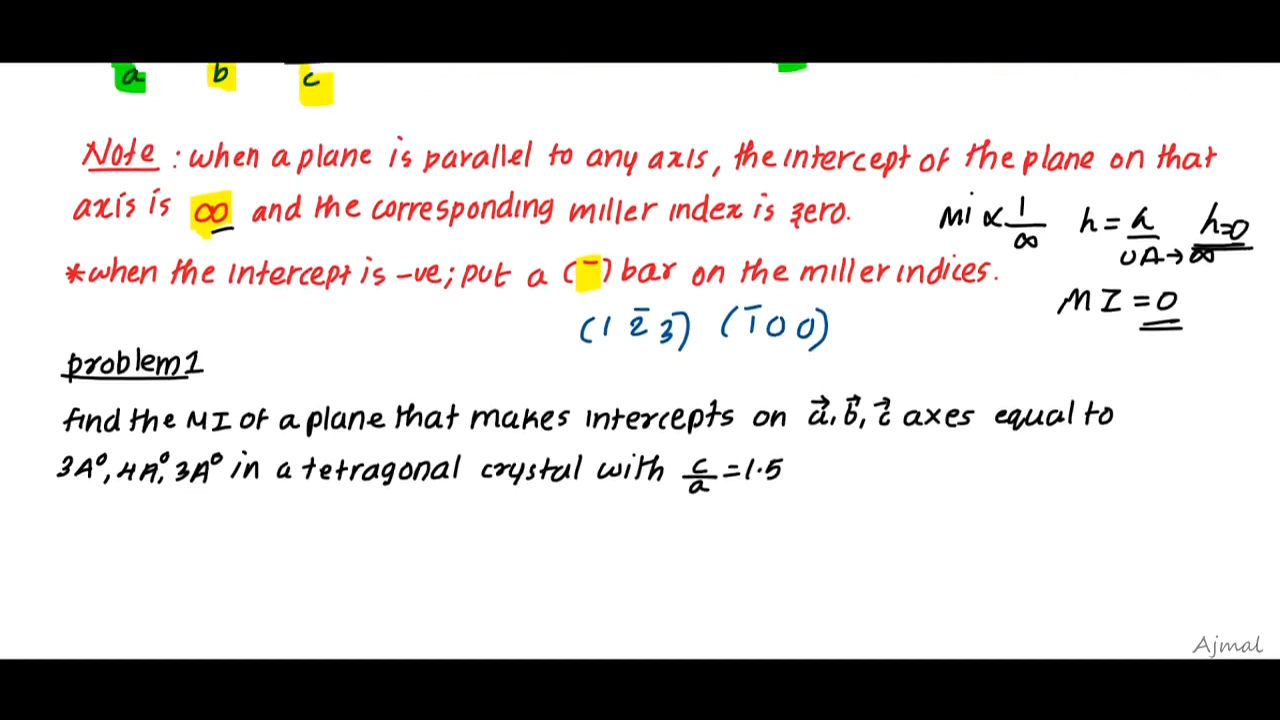 a b c
Note : when a plane is parallel to any axis, the intercept of the plane on that
axis is ∞ and the corresponding miller index is zero.
Mi ∝ 1/∞ h = a/OA→∞ h=0
*when the intercept is -ve; put a (‾) bar on the miller indices.
MI = 0
(1 2̄ 3̄) (1̄ 0 0)
problem 1
find the MI of a plane that makes intercepts on a⃗, b⃗, c⃗ axes equal to
3A°, 4A°, 3A° in a tetragonal crystal with c/a = 1.5
Ajmal